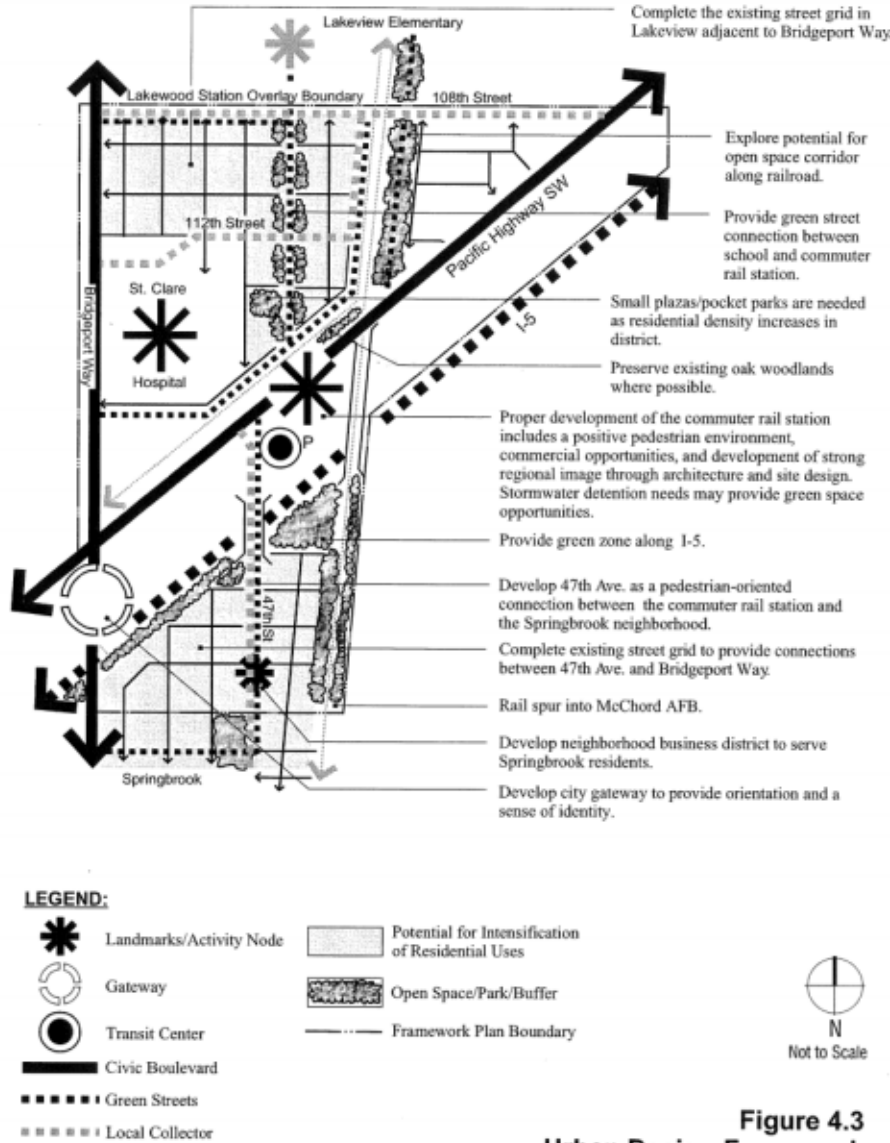 Lakeview Elementary
Complete the existing street grid in
Lakeview adjacent to Bridgeport Way.
Lakewood Station Overlay Boundary
108th Street
Explore potential for
open space corridor
along railroad.
Pacific Highway SW
Provide green street
connection between
school and commuter
rail station.
112th Street
I-5
St. Clare
Hospital
Bridgeport Way
Small plazas/pocket parks are needed
as residential density increases in
district.
Preserve existing oak woodlands
where possible.
P
Proper development of the commuter rail station
includes a positive pedestrian environment,
commercial opportunities, and development of strong
regional image through architecture and site design.
Stormwater detention needs may provide green space
opportunities.
Provide green zone along I-5.
47th St
Develop 47th Ave. as a pedestrian-oriented
connection between the commuter rail station and
the Springbrook neighborhood.
Complete existing street grid to provide connections
between 47th Ave. and Bridgeport Way.
Rail spur into McChord AFB.
Develop neighborhood business district to serve
Springbrook residents.
Springbrook
Develop city gateway to provide orientation and a
sense of identity.
LEGEND:
Landmarks/Activity Node
Gateway
Transit Center
Civic Boulevard
Green Streets
Local Collector
Potential for Intensification
of Residential Uses
Open Space/Park/Buffer
Framework Plan Boundary
N
Not to Scale
Figure 4.3